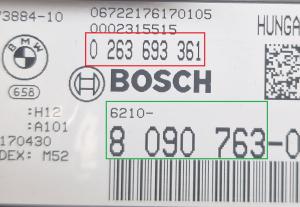 73884-10
06722176170105
0002315515
HUNGA
0 263 693 361
BMW
BOSCH
658
6210-
:H12
:A101
8 090 763-0
170430
DEX: M52